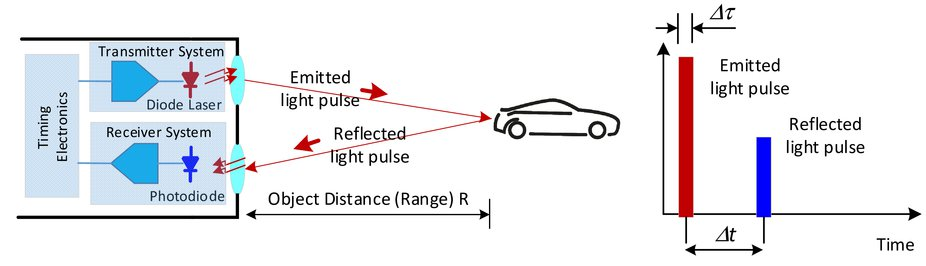 Transmitter System
Diode Laser
Timing
Electronics
Receiver System
Photodiode
Emitted
light pulse
Reflected
light pulse
Object Distance (Range) R
Δτ
Emitted
light pulse
Reflected
light pulse
Δt
Time